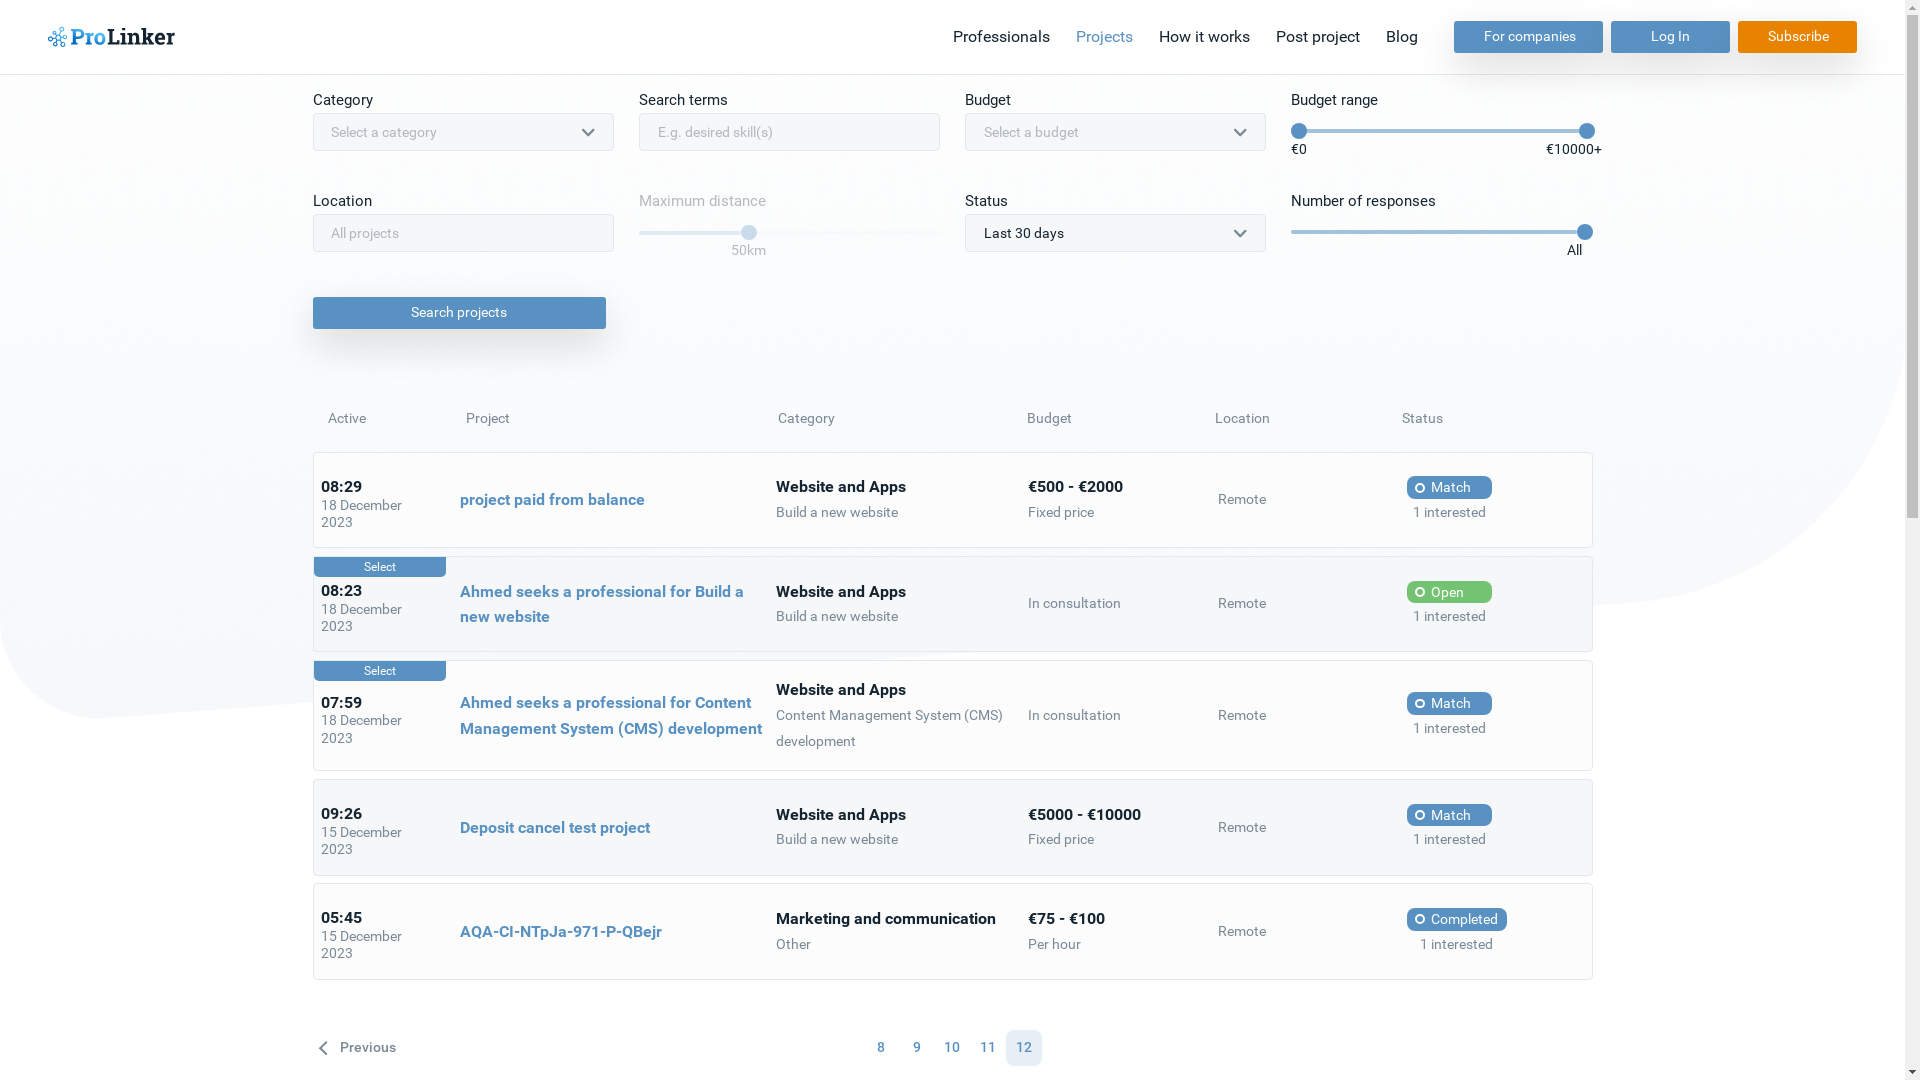 ProLinker
Professionals
Projects
How it works
Post project
Blog
For companies
Log In
Subscribe
Category
Search terms
Budget
Budget range
Select a category
E.g. desired skill(s)
Select a budget
€0
€10000+
Location
Maximum distance
Status
Number of responses
All projects
50km
Last 30 days
All
Search projects
Active
Project
Category
Budget
Location
Status
08:29
18 December
2023
project paid from balance
Website and Apps
Build a new website
€500 - €2000
Fixed price
Remote
Match
1 interested
Select
08:23
18 December
2023
Ahmed seeks a professional for Build a
new website
Website and Apps
Build a new website
In consultation
Remote
Open
1 interested
Select
07:59
18 December
2023
Ahmed seeks a professional for Content
Management System (CMS) development
Website and Apps
Content Management System (CMS)
development
In consultation
Remote
Match
1 interested
09:26
15 December
2023
Deposit cancel test project
Website and Apps
Build a new website
€5000 - €10000
Fixed price
Remote
Match
1 interested
05:45
15 December
2023
AQA-CI-NTpJa-971-P-QBejr
Marketing and communication
Other
€75 - €100
Per hour
Remote
Completed
1 interested
Previous
8
9
10
11
12